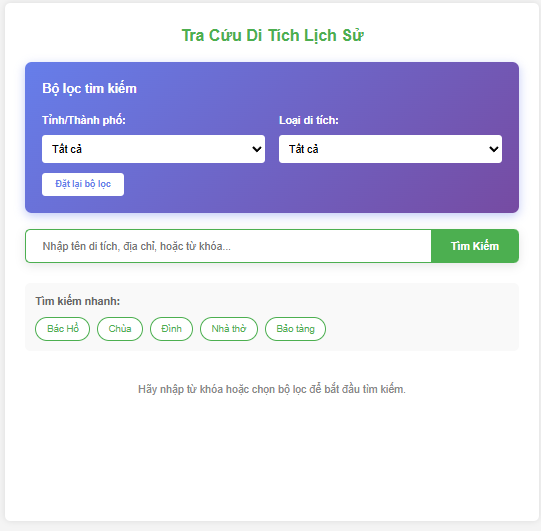 Tra Cứu Di Tích Lịch Sử
Bộ lọc tìm kiếm
Tỉnh/Thành phố:
Loại di tích:
Tất cả
Tất cả
Đặt lại bộ lọc
Nhập tên di tích, địa chỉ, hoặc từ khóa...
Tìm Kiếm
Tìm kiếm nhanh:
Bác Hồ
Chùa
Đình
Nhà thờ
Bảo tàng
Hãy nhập từ khóa hoặc chọn bộ lọc để bắt đầu tìm kiếm.